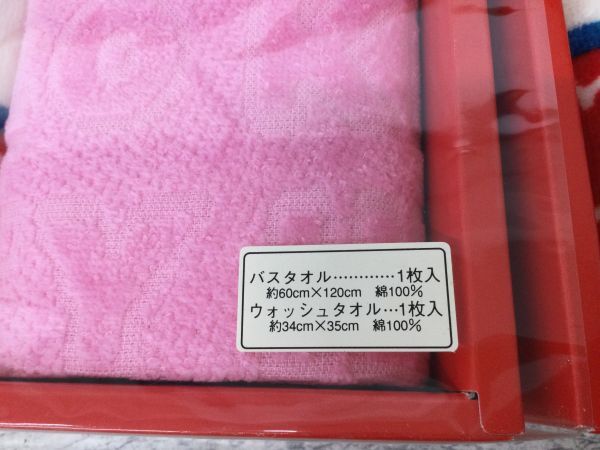 バスタオル…………1枚入
約60cm×120cm　綿100%
ウォッシュタオル…1枚入
約34cm×35cm　綿100%